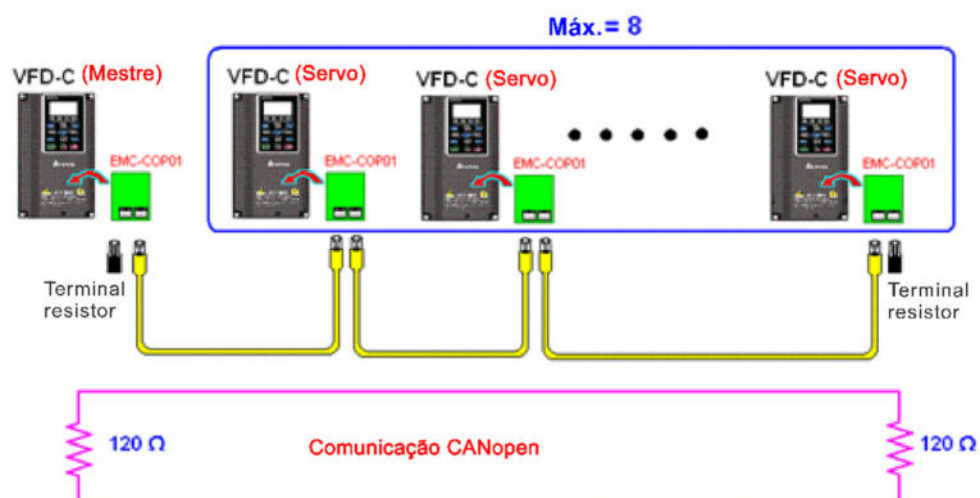 Máx.= 8
VFD-C (Mestre)
VFD-C (Servo)
VFD-C (Servo)
VFD-C (Servo)
EMC-COP01
EMC-COP01
EMC-COP01
EMC-COP01
Terminal
resistor
Terminal
resistor
120 Ω
Comunicação CANopen
120 Ω